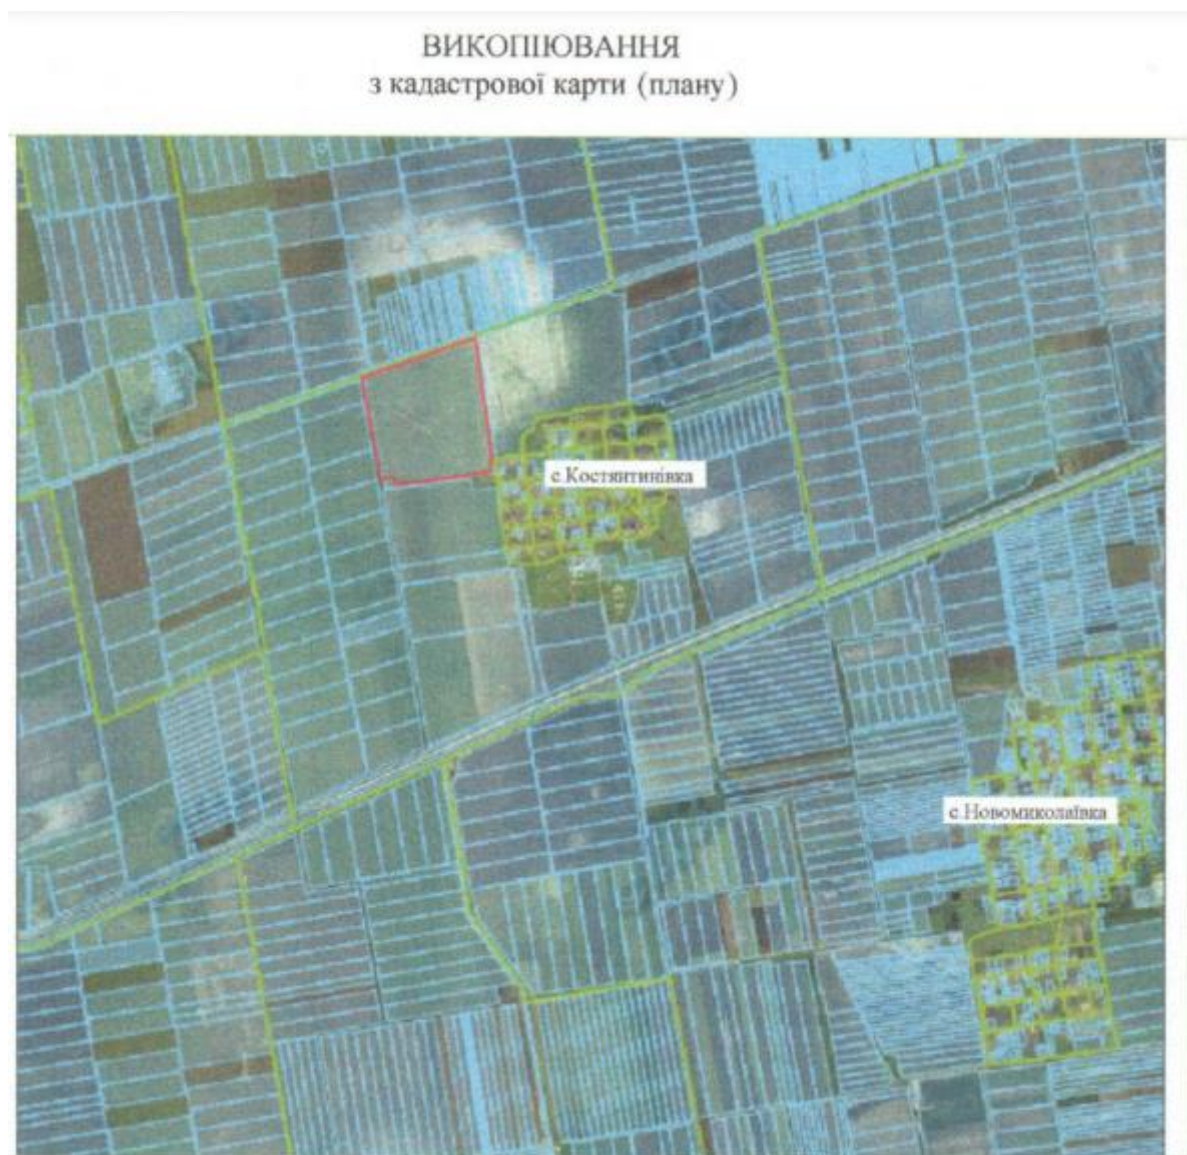 ВИКОПІЮВАННЯ
з кадастрової карти (плану)
с.Костянтинівка
с.Новомиколаївка